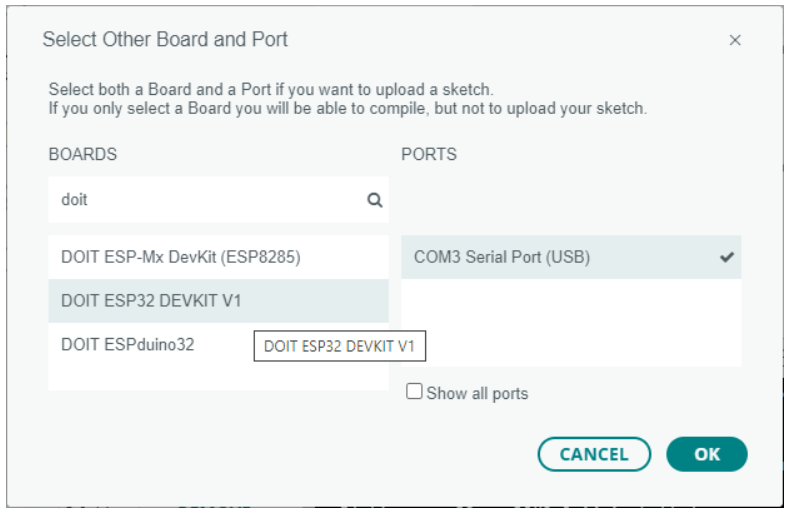 Select Other Board and Port
Select both a Board and a Port if you want to upload a sketch.
If you only select a Board you will be able to compile, but not to upload your sketch.
BOARDS
PORTS
doit
DOIT ESP-Mx DevKit (ESP8285)
COM3 Serial Port (USB)
DOIT ESP32 DEVKIT V1
DOIT ESPduino32
DOIT ESP32 DEVKIT V1
Show all ports
CANCEL
OK